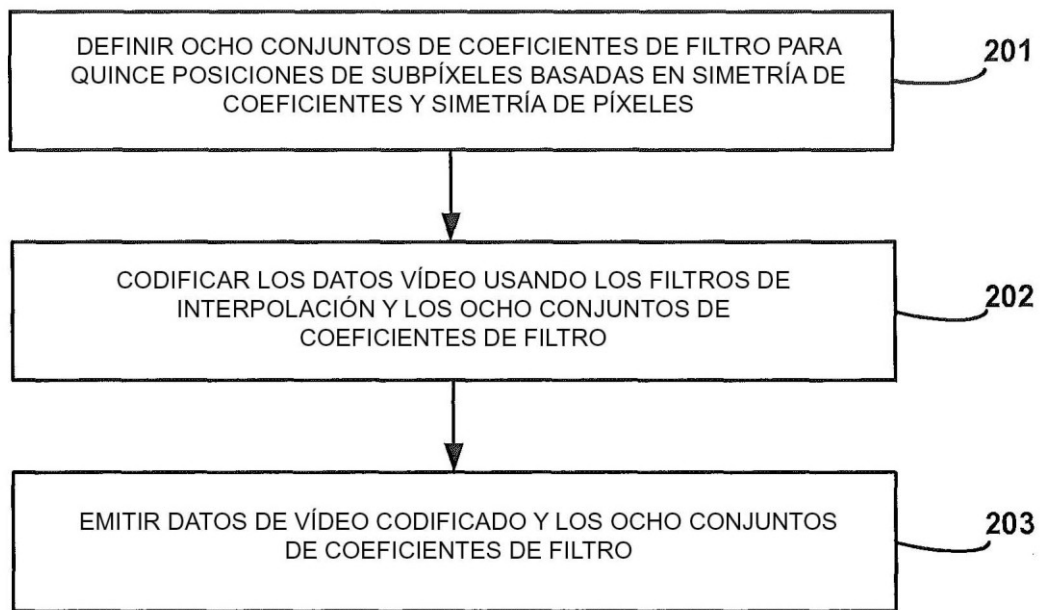 DEFINIR OCHO CONJUNTOS DE COEFICIENTES DE FILTRO PARA
QUINCE POSICIONES DE SUBPÍXELES BASADAS EN SIMETRÍA DE
COEFICIENTES Y SIMETRÍA DE PÍXELES
201
CODIFICAR LOS DATOS VÍDEO USANDO LOS FILTROS DE
INTERPOLACIÓN Y LOS OCHO CONJUNTOS DE
COEFICIENTES DE FILTRO
202
EMITIR DATOS DE VÍDEO CODIFICADO Y LOS OCHO CONJUNTOS
DE COEFICIENTES DE FILTRO
203